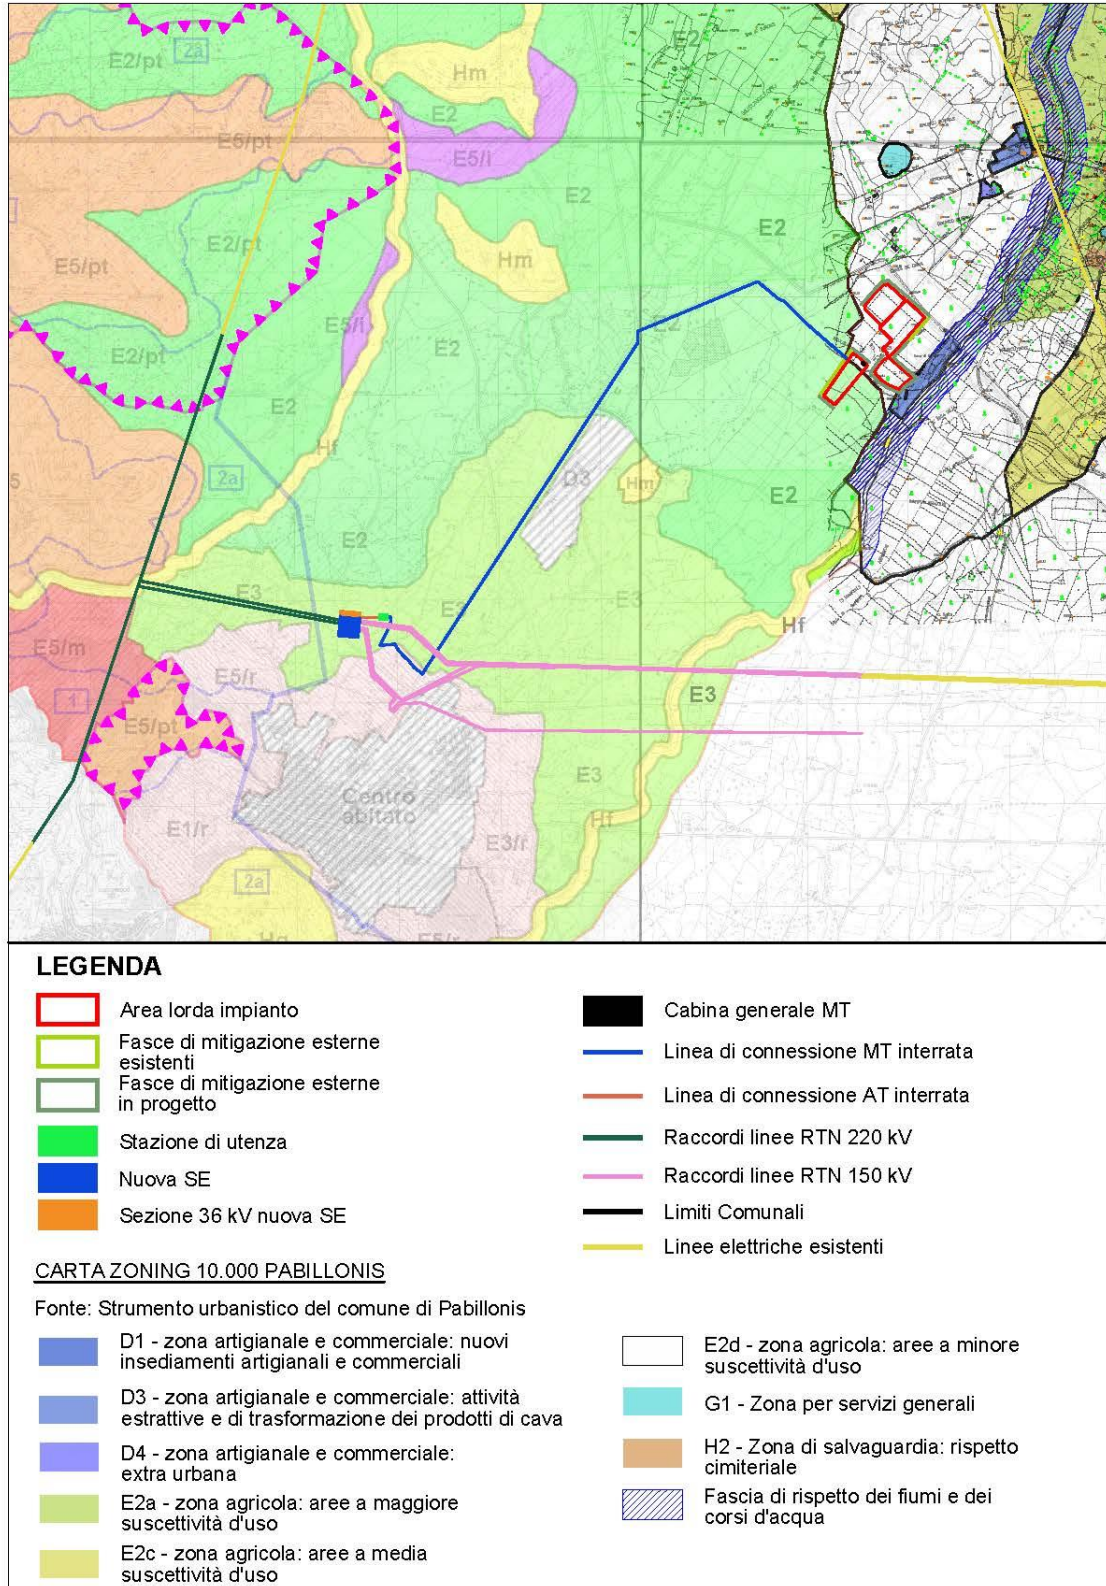 E2/pt
2a
Hm
E2
E2
E5/pt
E5/i
E2
E2/pt
E2
E5/pt
Hm
E5/i
E2
E2
E2/pt
E2
Hf
2a
D3
Hm
E2
E2
E3
E3
E3
Hf
E5/m
E5/r
1
E5/pt
E3
E3
Centro
abitato
Hf
E1/r
E3/r
2a
Hg
E5/r
LEGENDA
Area lorda impianto
Fasce di mitigazione esterne
esistenti
Fasce di mitigazione esterne
in progetto
Stazione di utenza
Nuova SE
Sezione 36 kV nuova SE
Cabina generale MT
Linea di connessione MT interrata
Linea di connessione AT interrata
Raccordi linee RTN 220 kV
Raccordi linee RTN 150 kV
Limiti Comunali
Linee elettriche esistenti
CARTA ZONING 10.000 PABILLONIS
Fonte: Strumento urbanistico del comune di Pabillonis
D1 - zona artigianale e commerciale: nuovi
insediamenti artigianali e commerciali
D3 - zona artigianale e commerciale: attività
estrattive e di trasformazione dei prodotti di cava
D4 - zona artigianale e commerciale:
extra urbana
E2a - zona agricola: aree a maggiore
suscettività d'uso
E2c - zona agricola: aree a media
suscettività d'uso
E2d - zona agricola: aree a minore
suscettività d'uso
G1 - Zona per servizi generali
H2 - Zona di salvaguardia: rispetto
cimiteriale
Fascia di rispetto dei fiumi e dei
corsi d'acqua